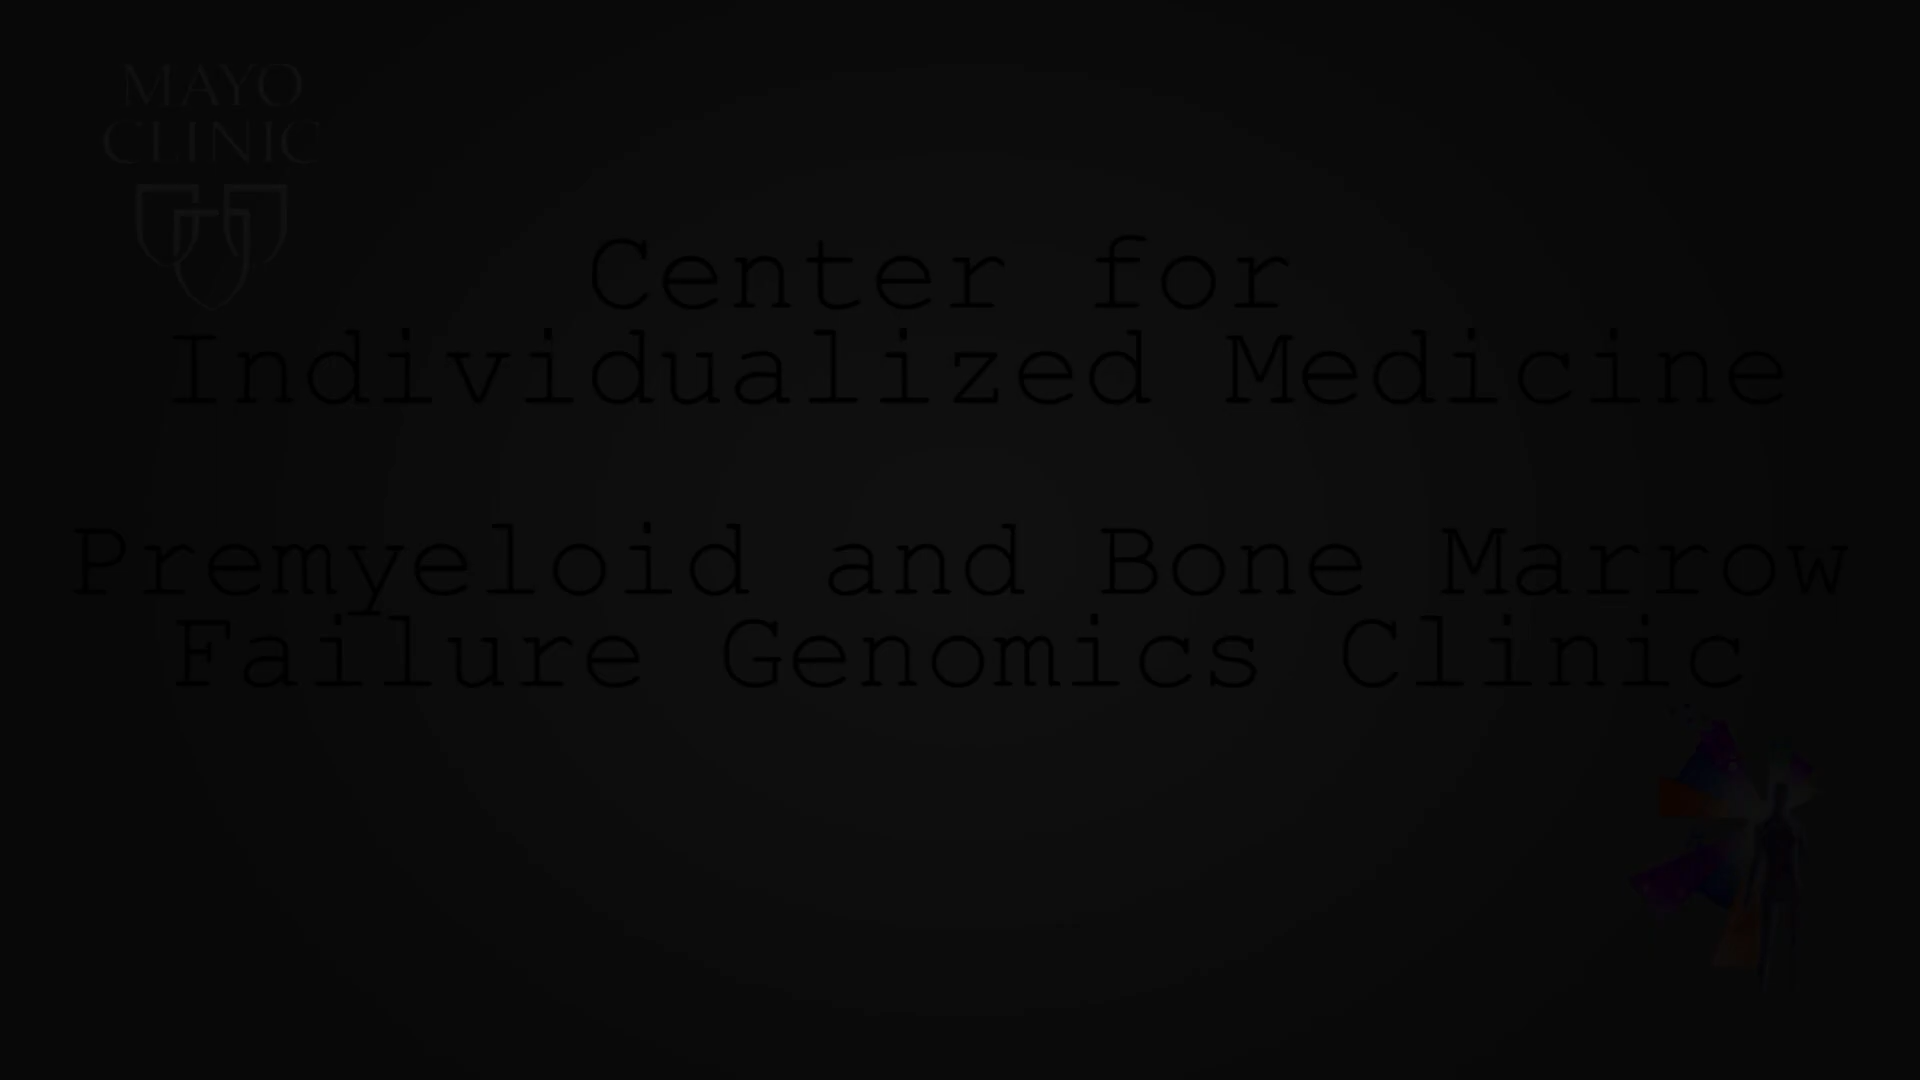 MAYO
CLINIC
Center for
Individualized Medicine
Premyeloid and Bone Marrow
Failure Genomics Clinic